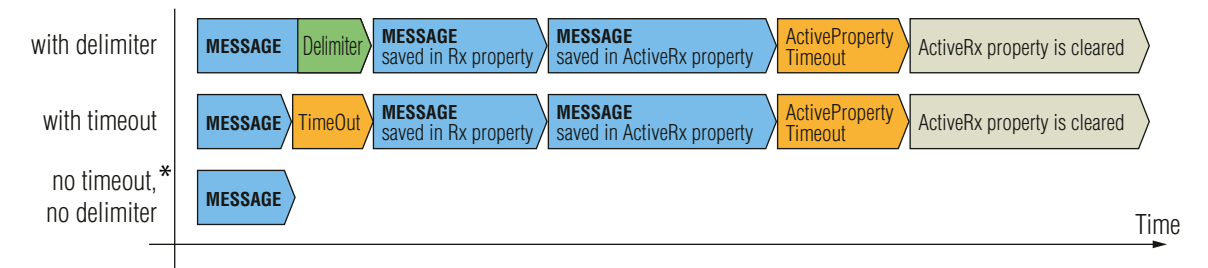 with delimiter
MESSAGE
Delimiter
MESSAGE
saved in Rx property
MESSAGE
saved in ActiveRx property
ActiveProperty
Timeout
ActiveRx property is cleared
with timeout
MESSAGE
TimeOut
MESSAGE
saved in Rx property
MESSAGE
saved in ActiveRx property
ActiveProperty
Timeout
ActiveRx property is cleared
no timeout,*
no delimiter
MESSAGE
Time